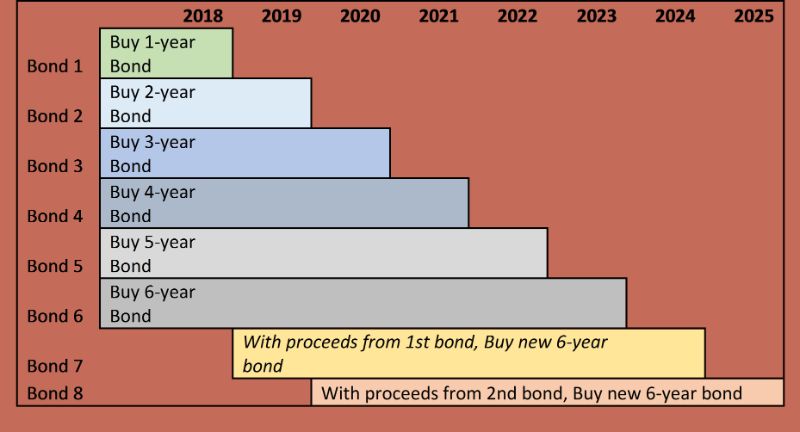 2018 2019 2020 2021 2022 2023 2024 2025
Buy 1-year
Bond 1 Bond
Buy 2-year
Bond 2 Bond
Buy 3-year
Bond 3 Bond
Buy 4-year
Bond 4 Bond
Buy 5-year
Bond 5 Bond
Buy 6-year
Bond 6 Bond
With proceeds from 1st bond, Buy new 6-year
Bond 7 bond
Bond 8 With proceeds from 2nd bond, Buy new 6-year bond